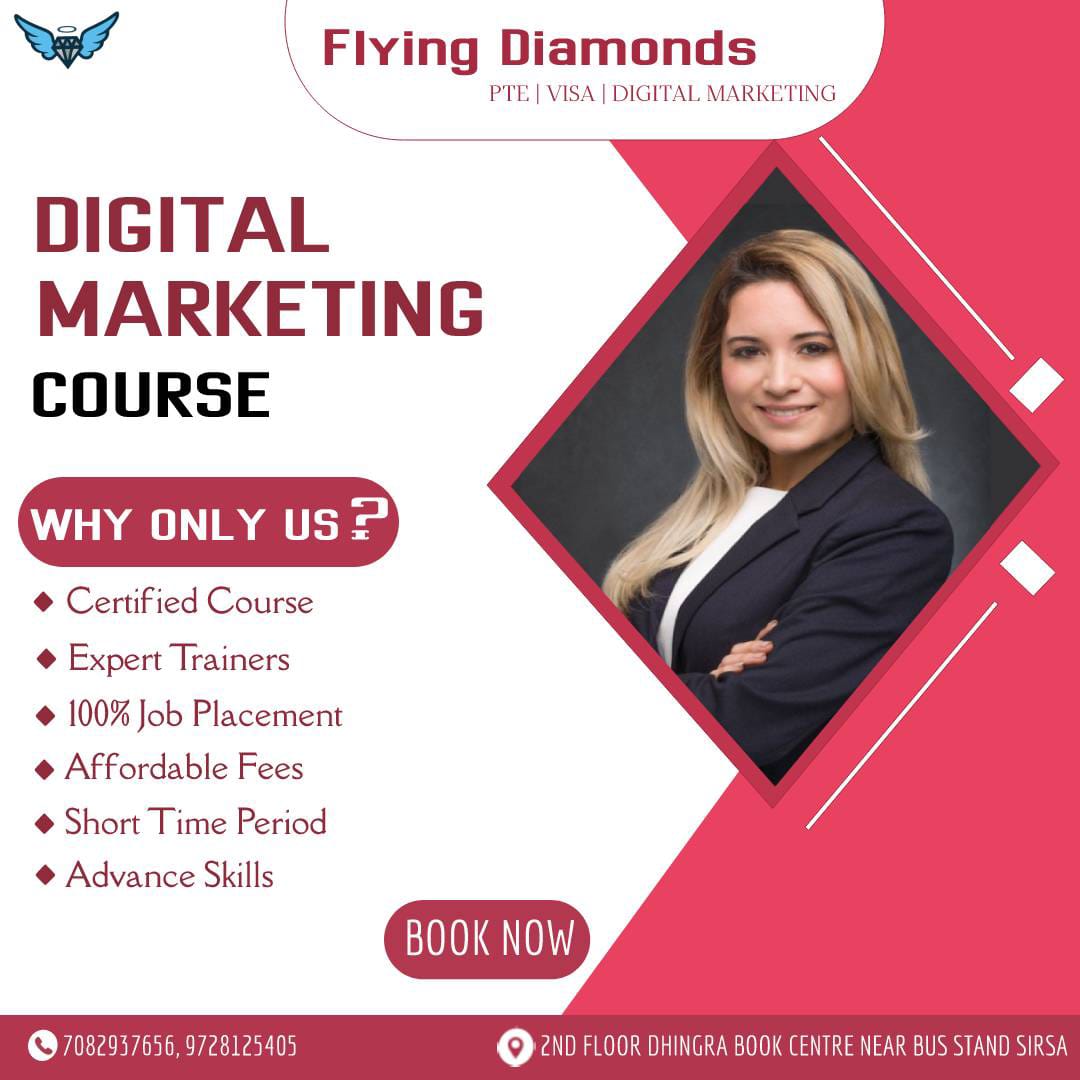 Flying Diamonds
PTE | VISA | DIGITAL MARKETING
DIGITAL
MARKETING
COURSE
WHY ONLY US?
Certified Course
Expert Trainers
100% Job Placement
Affordable Fees
Short Time Period
Advance Skills
BOOK NOW
7082937656, 9728125405
2ND FLOOR DHINGRA BOOK CENTRE NEAR BUS STAND SIRSA